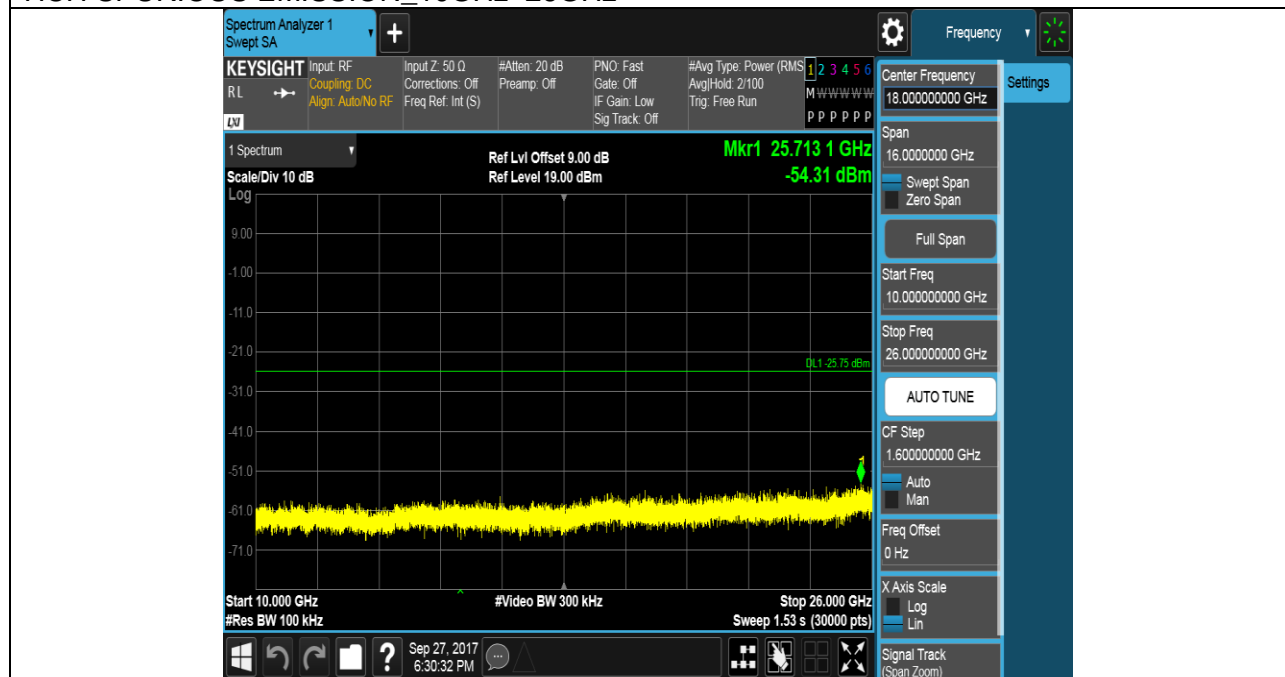 Spectrum Analyzer 1
Swept SA
+
Frequency
KEYSIGHT
RL
LXI
Input: RF
Coupling: DC
Align: Auto/No RF
Input Z: 50 Ω
Corrections: Off
Freq Ref: Int (S)
#Atten: 20 dB
Preamp: Off
PNO: Fast
Gate: Off
IF Gain: Low
Sig Track: Off
#Avg Type: Power (RMS
Avg|Hold: 2/100
Trig: Free Run
1 2 3 4 5 6
M W W W W W
P P P P P P
Settings
Center Frequency
18.000000000 GHz
Span
16.0000000 GHz
Swept Span
Zero Span
Full Span
Start Freq
10.000000000 GHz
Stop Freq
26.000000000 GHz
AUTO TUNE
CF Step
1.600000000 GHz
Auto
Man
Freq Offset
0 Hz
X Axis Scale
Log
Lin
Signal Track
(Span Zoom)
1 Spectrum
Scale/Div 10 dB
Log
Ref Lvl Offset 9.00 dB
Ref Level 19.00 dBm
Mkr1 25.713 1 GHz
-54.31 dBm
9.00
-1.00
-11.0
-21.0
DL1 -25.75 dBm
-31.0
-41.0
-51.0
1
-61.0
-71.0
Start 10.000 GHz
#Video BW 300 kHz
Stop 26.000 GHz
#Res BW 100 kHz
Sweep 1.53 s (30000 pts)
?
Sep 27, 2017
6:30:32 PM